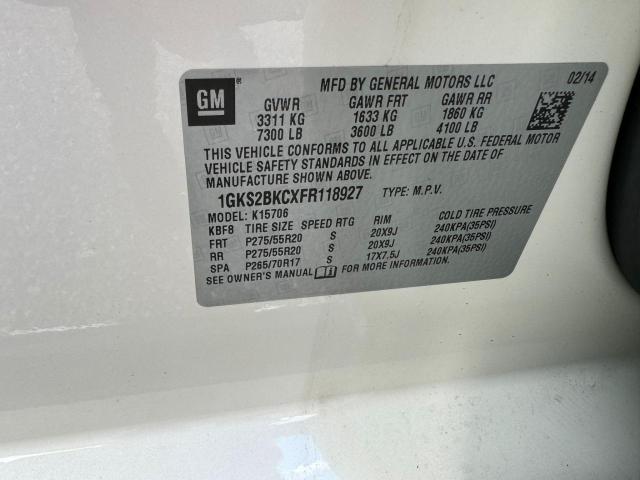 GM
MFD BY GENERAL MOTORS LLC 02/14
GVWR GAWR FRT GAWR RR
3311 KG 1633 KG 1860 KG
7300 LB 3600 LB 4100 LB
THIS VEHICLE CONFORMS TO ALL APPLICABLE U.S. FEDERAL MOTOR
VEHICLE SAFETY STANDARDS IN EFFECT ON THE DATE OF
MANUFACTURE SHOWN ABOVE.
1GKS2BKCXFR118927 TYPE: M.P.V.
MODEL: K15706
KBF8 TIRE SIZE SPEED RTG RIM COLD TIRE PRESSURE
FRT P275/55R20 S 20X9J 240KPA(35PSI)
RR P275/55R20 S 20X9J 240KPA(35PSI)
SPA P265/70R17 S 17X7.5J 240KPA(35PSI)
SEE OWNER'S MANUAL FOR MORE INFORMATION.